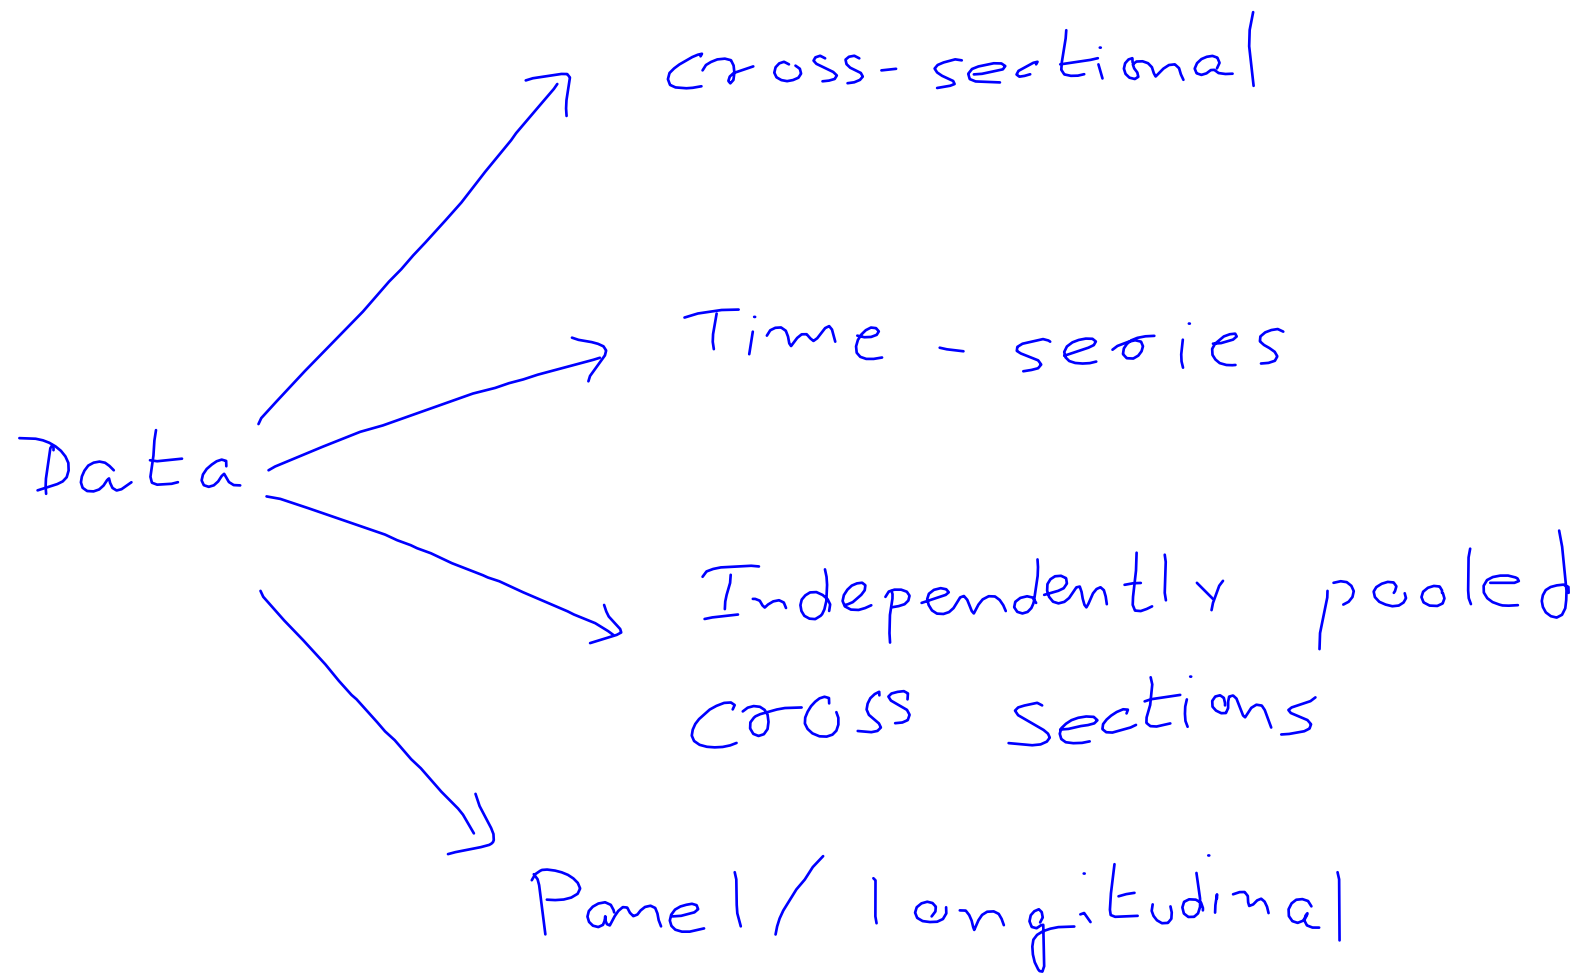 cross-sectional
Time - series
Data
Independently pooled
cross sections
Panel/longitudinal